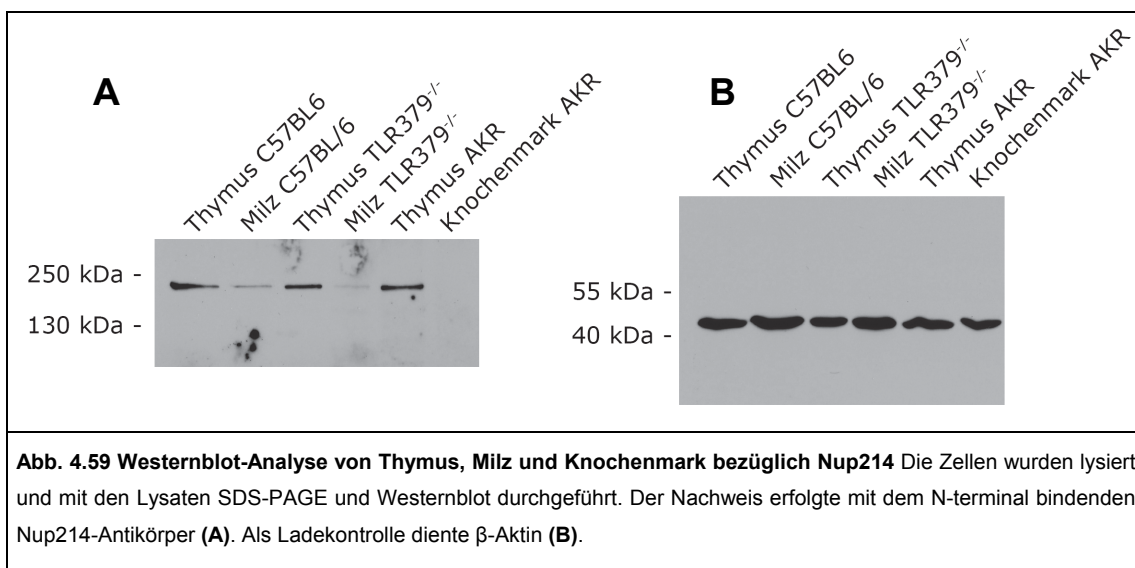 A
Thymus C57BL6
Milz C57BL/6
Thymus TLR379-/-
Milz TLR379-/-
Thymus AKR
Knochenmark AKR
250 kDa -
130 kDa -
B
Thymus C57BL6
Milz C57BL/6
Thymus TLR379-/-
Milz TLR379-/-
Thymus AKR
Knochenmark AKR
55 kDa -
40 kDa -
Abb. 4.59 Westernblot-Analyse von Thymus, Milz und Knochenmark bezüglich Nup214 Die Zellen wurden lysiert
und mit den Lysaten SDS-PAGE und Westernblot durchgeführt. Der Nachweis erfolgte mit dem N-terminal bindenden
Nup214-Antikörper (A). Als Ladekontrolle diente β-Aktin (B).